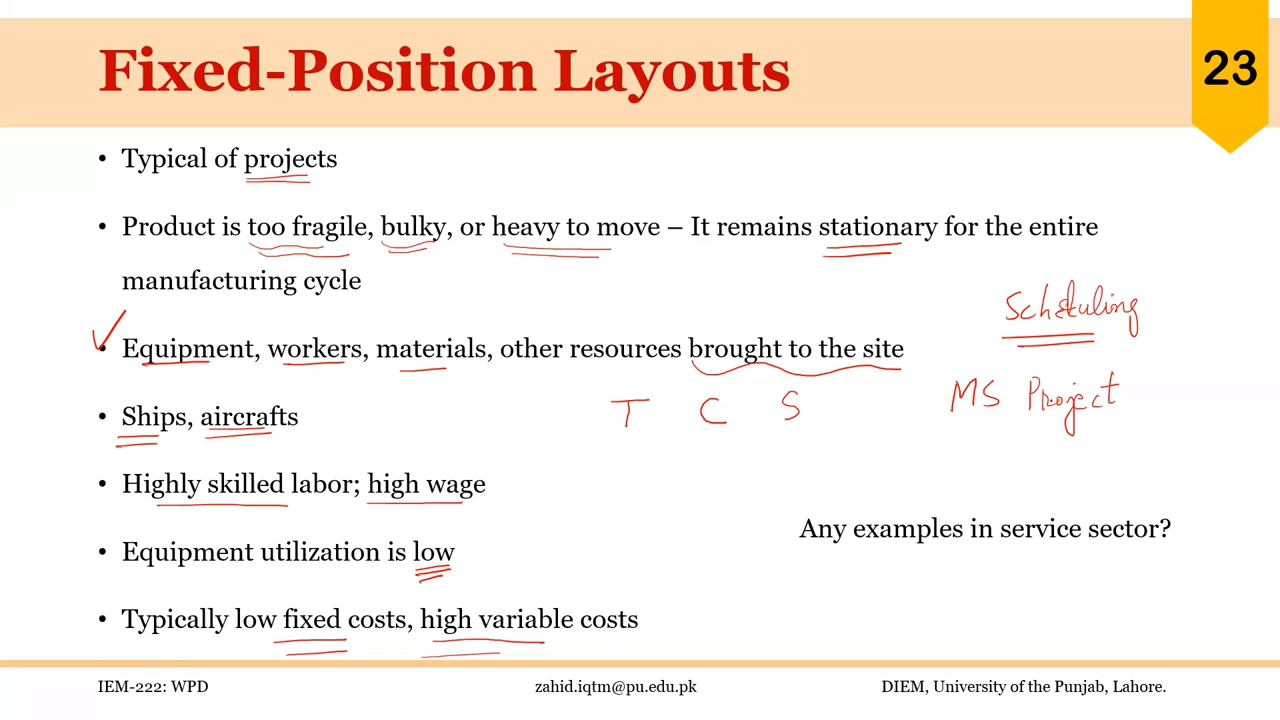 Fixed-Position Layouts
23
• Typical of projects
• Product is too fragile, bulky, or heavy to move – It remains stationary for the entire
manufacturing cycle
Scheduling
• Equipment, workers, materials, other resources brought to the site
T C S
MS Project
• Ships, aircrafts
• Highly skilled labor; high wage
Any examples in service sector?
• Equipment utilization is low
• Typically low fixed costs, high variable costs
IEM-222: WPD
zahid.iqtm@pu.edu.pk
DIEM, University of the Punjab, Lahore.